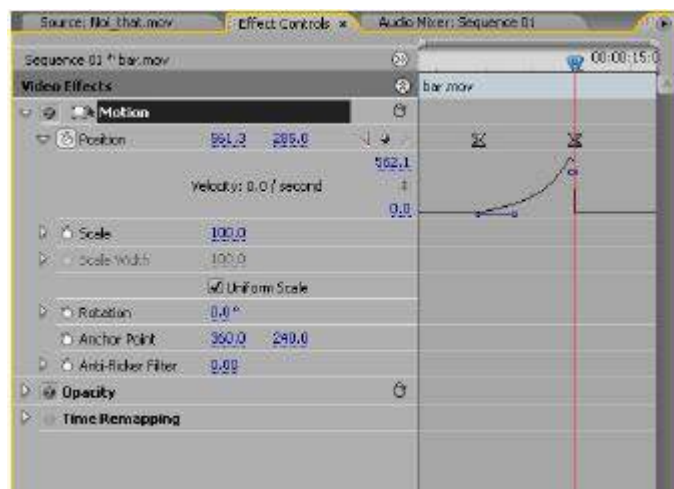 Source: Noi_that.mov Effect Controls × Audio Mixer: Sequence 01
Sequence 01 * bar.mov 00:00:15:0
Video Effects bar.mov
Motion
Position 561.3 285.0
562.1
Velocity: 0.0 / second
0.0
Scale 100.0
Scale Width 100.0
Uniform Scale
Rotation 0.0°
Anchor Point 360.0 240.0
Anti-flicker Filter 0.00
Opacity
Time Remapping